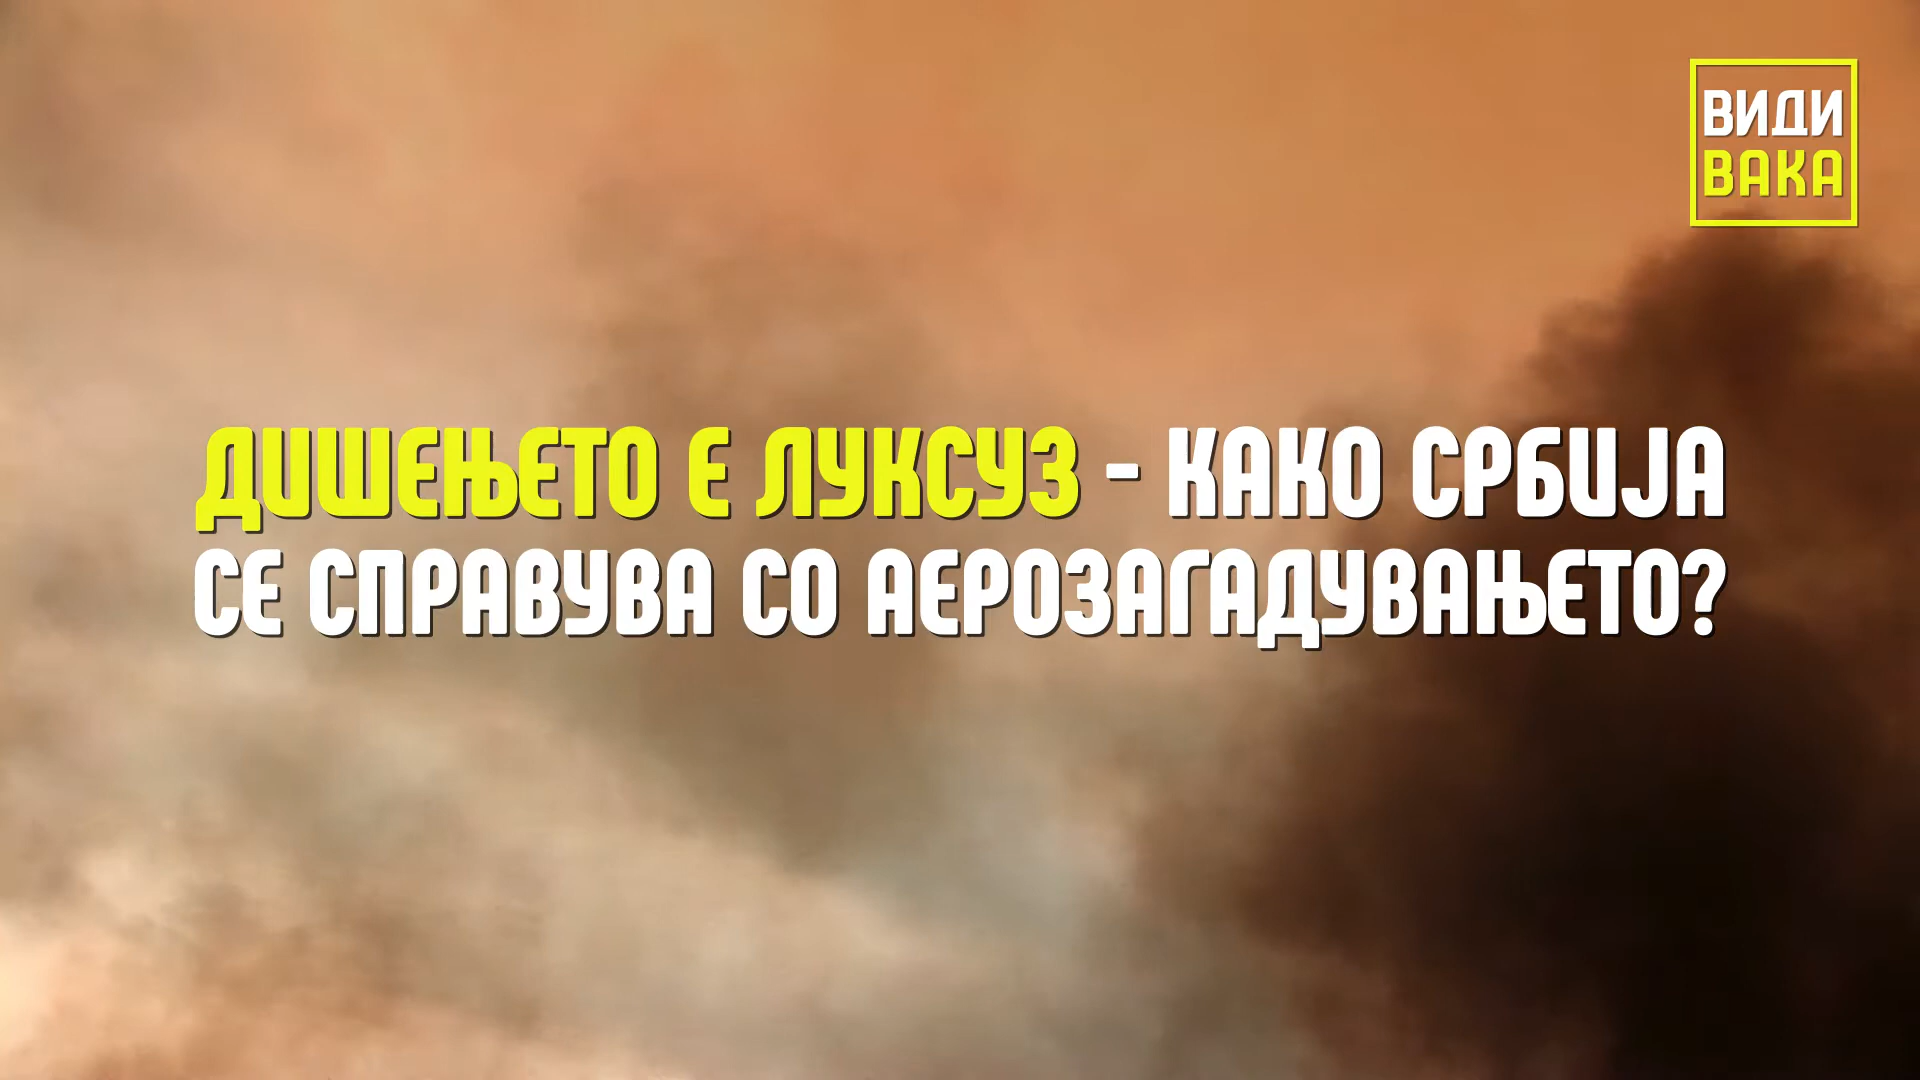 ВИДИ
ВАКА
ДИШЕЊЕТО Е ЛУКСУЗ - КАКО СРБИЈА
СЕ СПРАВУВА СО АЕРОЗАГАДУВАЊЕТО?